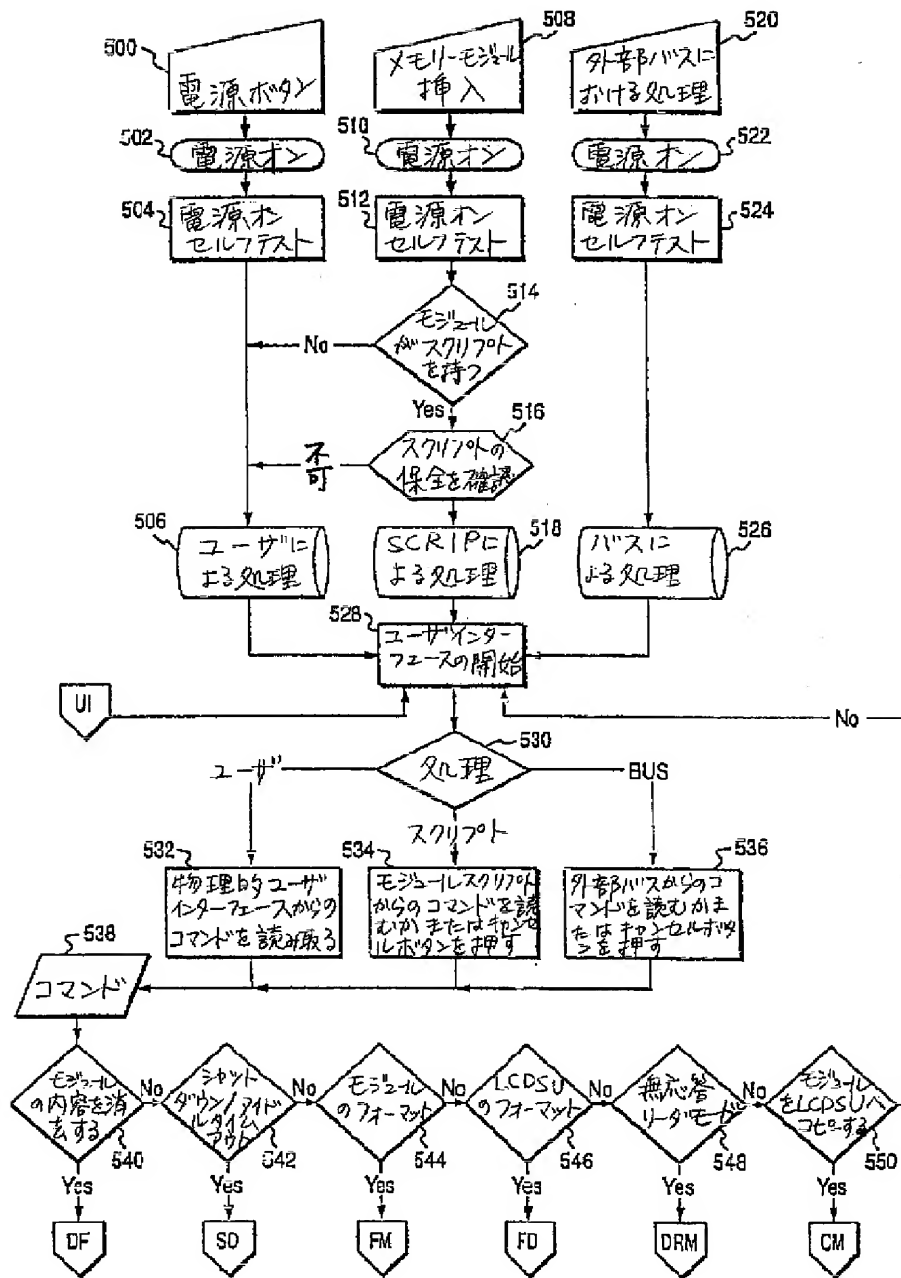 500
電源ボタン
508
メモリーモジュール
挿入
520
外部バスに
おける処理
502
電源オン
510
電源オン
522
電源オン
504
電源オン
セルフテスト
512
電源オン
セルフテスト
524
電源オン
セルフテスト
514
モジュール
がスクリプト
を持つ
No
Yes
516
スクリプトの
保全を確認
不
可
506
ユーザに
よる処理
518
SCRIPに
よる処理
526
バスに
よる処理
528
ユーザインター
フェースの開始
UI
No
530
処理
ユーザ
BUS
スクリプト
532
物理的ユーザ
インターフェースからの
コマンドを読み取る
534
モジュールスクリプト
からのコマンドを読
むかまたはキャンセ
ルボタンを押す
536
外部バスからのコ
マンドを読むかま
たはキャンセルボタ
ンを押す
538
コマンド
モジュール
の内容を消
去する
540
No
シャット
ダウン/アイド
ルタイム
アウト
542
No
モジュール
のフォーマット
544
No
LCDSU
のフォーマット
546
No
無応答
リーダモード
548
No
モジュール
をLCDSUへ
コピーする
550
Yes
Yes
Yes
Yes
Yes
Yes
DF
SD
FM
FD
DRM
CM